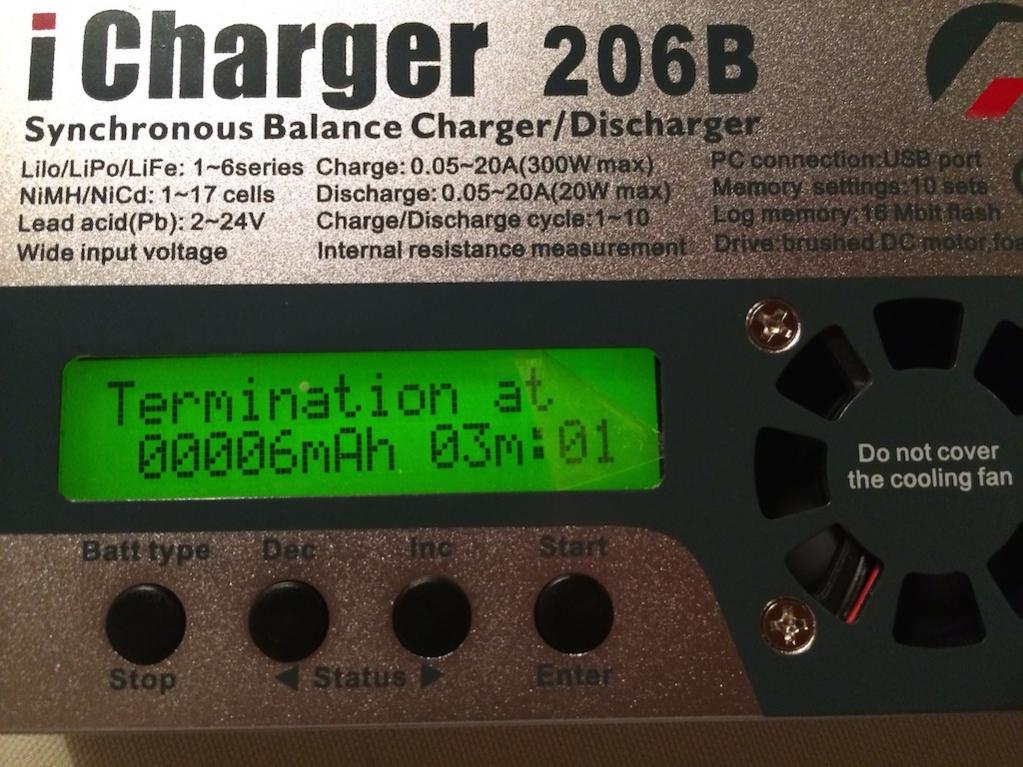 iCharger 206B
Synchronous Balance Charger/Discharger
LiIo/LiPo/LiFe: 1~6series Charge: 0.05~20A(300W max) PC connection:USB port
NiMH/NiCd: 1~17 cells Discharge: 0.05~20A(20W max) Memory settings:10 sets
Lead acid(Pb): 2~24V Charge/Discharge cycle:1~10 Log memory:16 Mbit flash
Wide input voltage Internal resistance measurement Drive:brushed DC motor,
Termination at
00006mAh 03m:01
Do not cover
the cooling fan
Batt type Dec Inc Start
Stop ◀ Status ▶ Enter